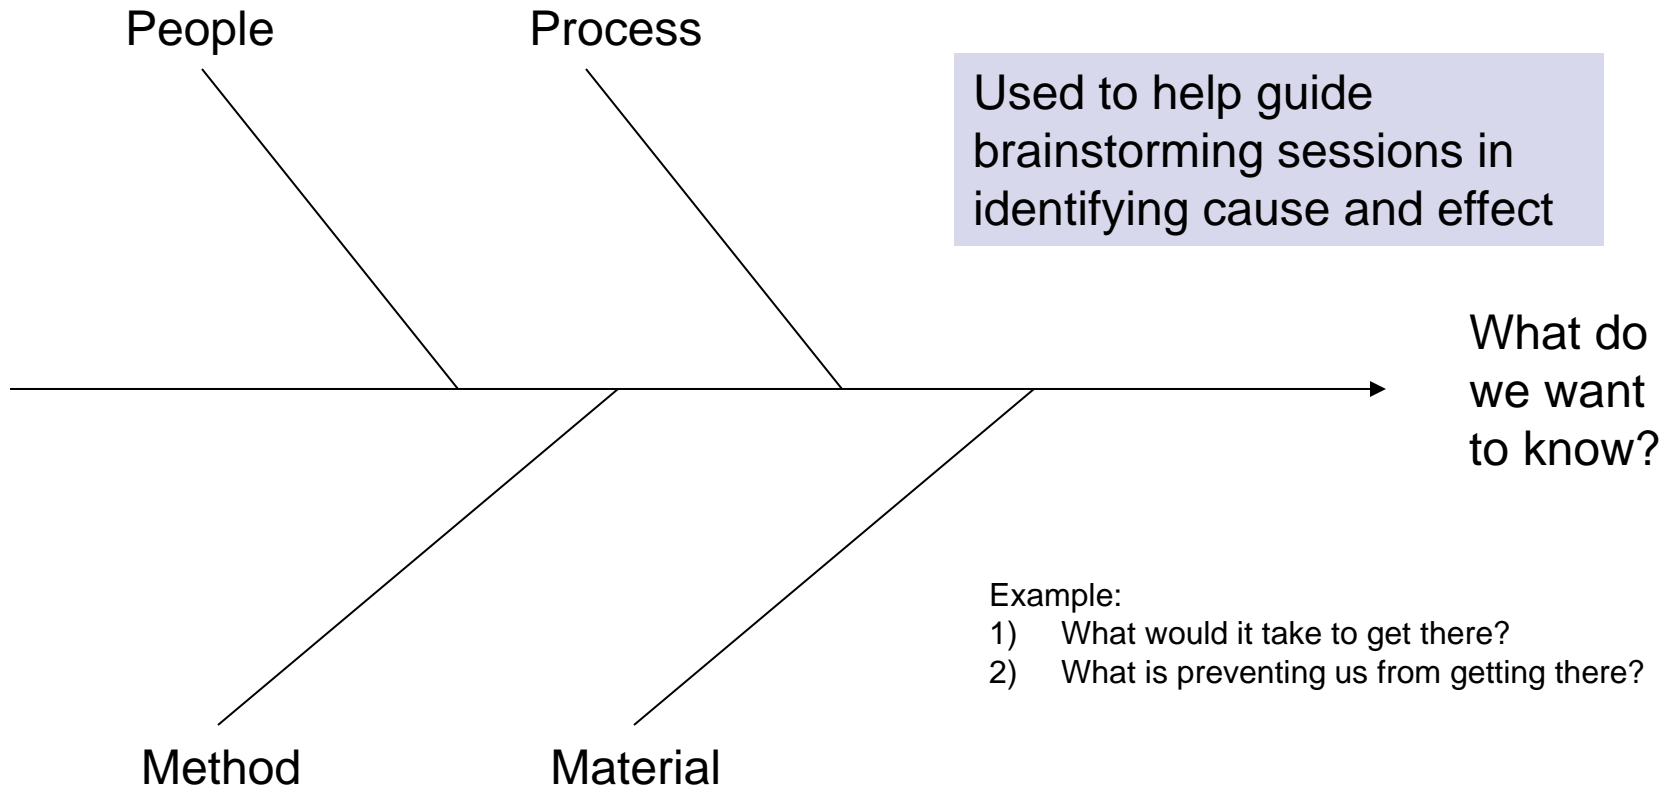 People
Process
Used to help guide
brainstorming sessions in
identifying cause and effect
What do
we want
to know?
Example:
1) What would it take to get there?
2) What is preventing us from getting there?
Method
Material